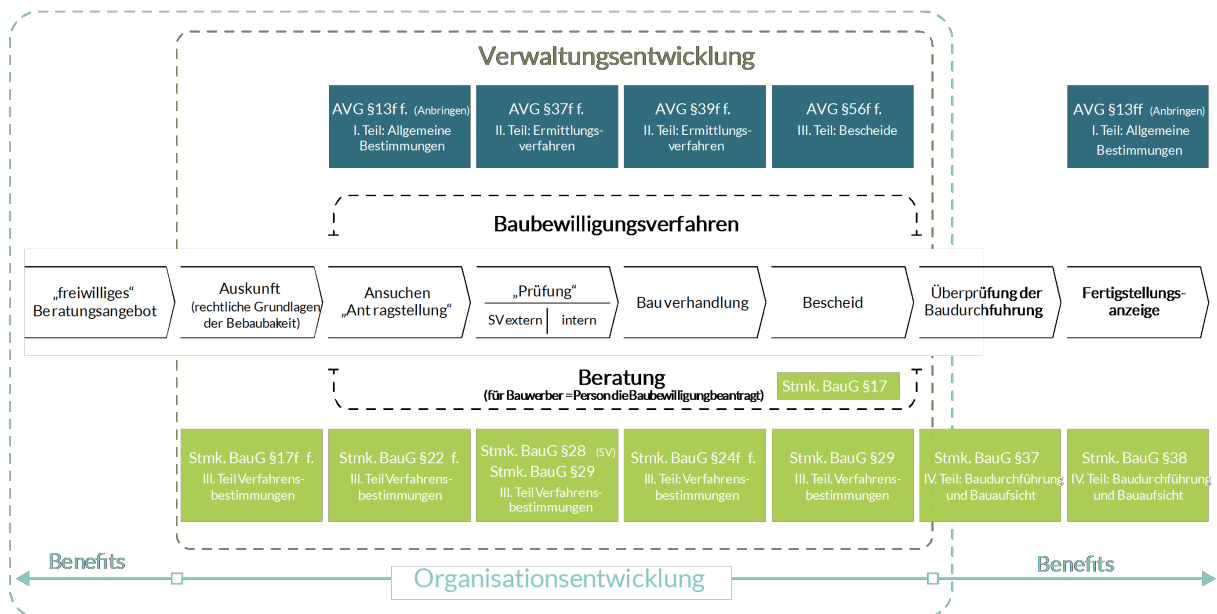 Verwaltungsentwicklung
AVG §13f f. (Anbringen)
I. Teil: Allgemeine
Bestimmungen
AVG §37f f.
II. Teil: Ermittlungs-
verfahren
AVG §39f f.
II. Teil: Ermittlungs-
verfahren
AVG §56f f.
III. Teil: Bescheide
AVG §13ff (Anbringen)
I. Teil: Allgemeine
Bestimmungen
Baubewilligungsverfahren
„freiwilliges“
Beratungsangebot
Auskunft
(rechtliche Grundlagen
der Bebaubakeit)
Ansuchen
„Antragstellung“
„Prüfung“
SV extern
intern
Bauverhandlung
Bescheid
Überprüfung der
Baudurchfuhrung
Fertigstellungs-
anzeige
Beratung
(für Bauwerber = Person die Baubewilligung beantragt)
Stmk. BauG §17
Stmk. BauG §17f f.
III. Teil Verfahrens-
bestimmungen
Stmk. BauG §22 f.
III. Teil Verfahrens-
bestimmungen
Stmk. BauG §28 (SV)
Stmk. BauG §29
III. Teil Verfahrens-
bestimmungen
Stmk. BauG §24f f.
III. Teil: Verfahrens-
bestimmungen
Stmk. BauG §29
III. Teil. Verfahrens-
bestimmungen
Stmk. BauG §37
IV. Teil: Baudurchführung
und Bauaufsicht
Stmk. BauG §38
IV. Teil: Baudurchführung
und Bauaufsicht
Benefits
Organisationsentwicklung
Benefits